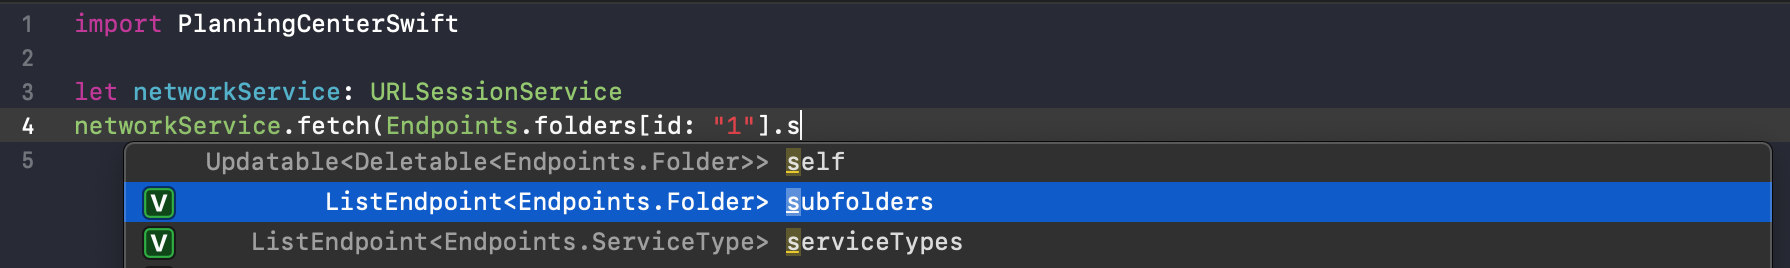 1 import PlanningCenterSwift
2
3 let networkService: URLSessionService
4 networkService.fetch(Endpoints.folders[id: "1"].s
5 Updatable<Deletable<Endpoints.Folder>> self
V ListEndpoint<Endpoints.Folder> subfolders
V ListEndpoint<Endpoints.ServiceType> serviceTypes